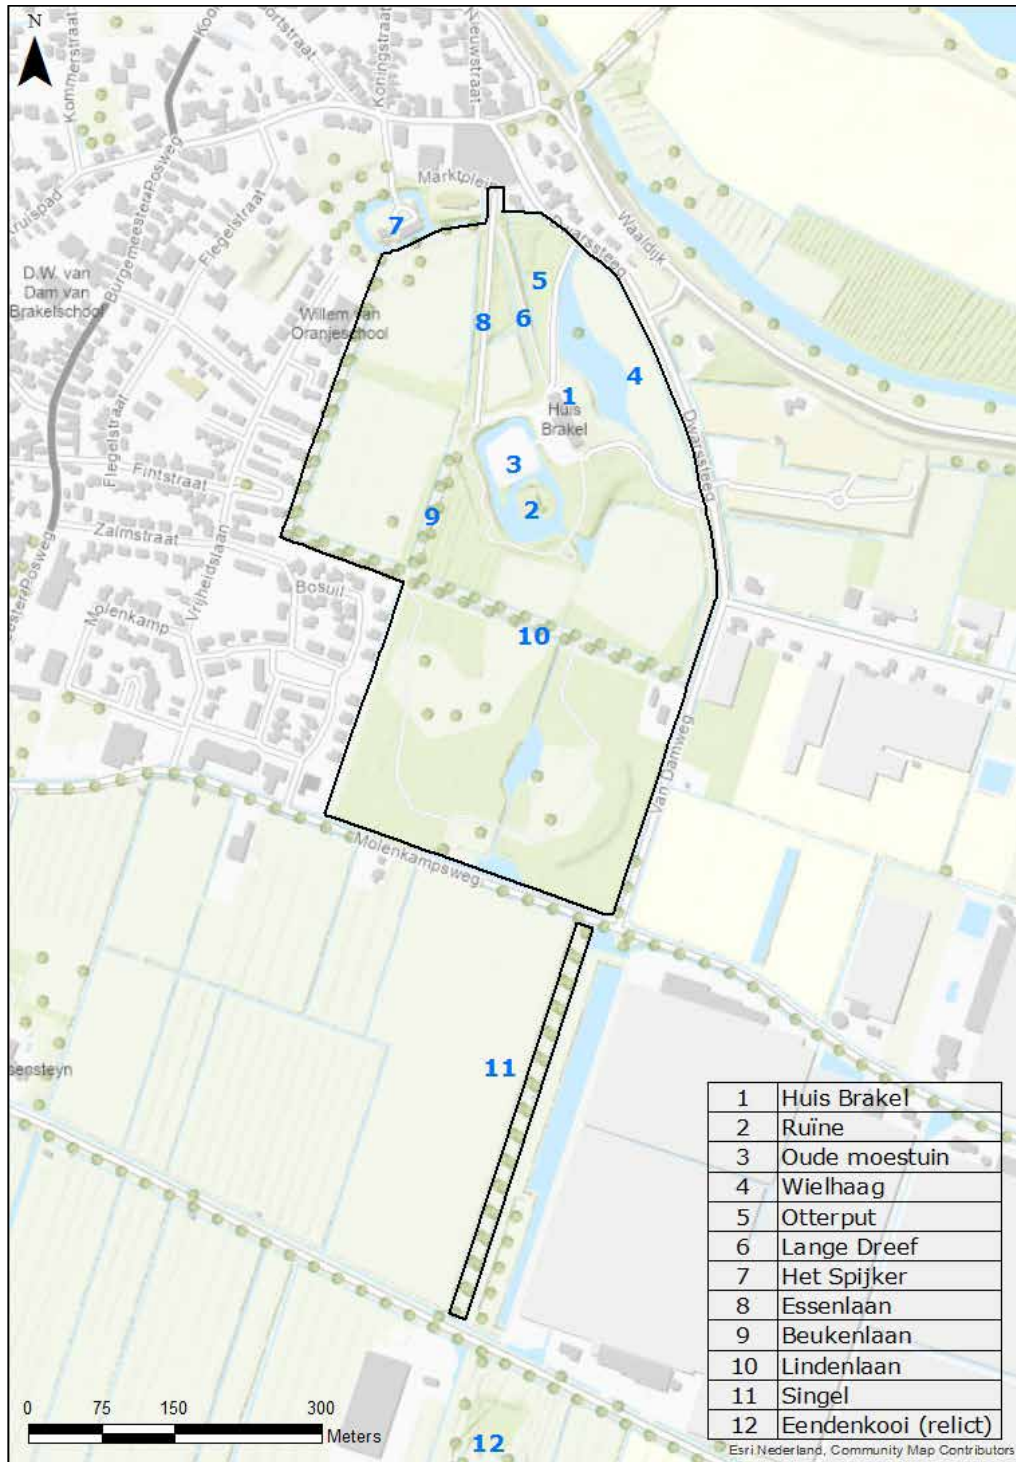 N
Kommerstraat
Koningstraat
Nieuwstraat
Marktplein
Kruispad
Burgemeester Posweg
Flegelstraat
Dwarssteeg
Waaldijk
7
5
D.W. van
Dam van
Brakelschool
Willem van
Oranjeschool
8
6
4
1
Huis
Brakel
Flegelstraat
Dwarssteeg
Fintstraat
3
2
9
Zalmstraat
Vrijheidslaan
Bosuil
Molenkamp
10
Van Damweg
Molenkampsweg
11
sensteyn
1 Huis Brakel
2 Ruïne
3 Oude moestuin
4 Wielhaag
5 Otterput
6 Lange Dreef
7 Het Spijker
8 Essenlaan
9 Beukenlaan
10 Lindenlaan
11 Singel
12 Eendenkooi (relict)
0 75 150 300
Meters
12
Esri Nederland, Community Map Contributors